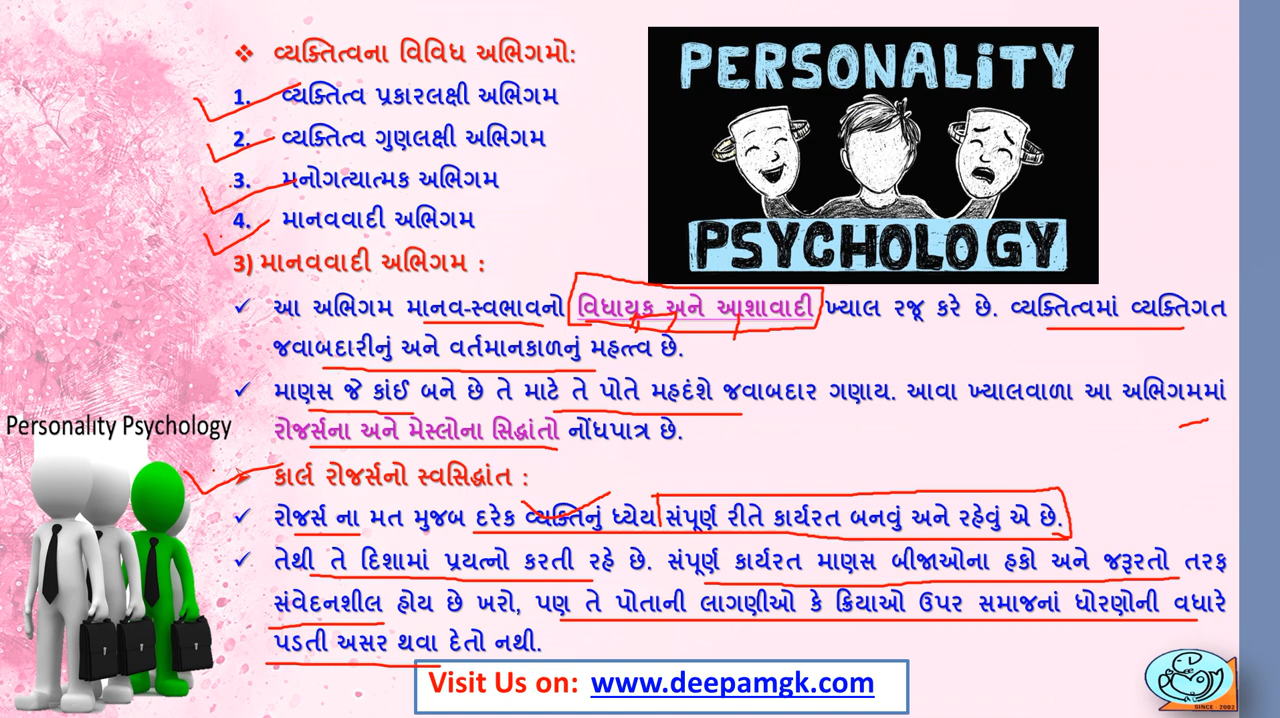 ❖ વ્યક્તિત્વના વિવિધ અભિગમો:
1. વ્યક્તિત્વ પ્રકારલક્ષી અભિગમ
2. વ્યક્તિત્વ ગુણલક્ષી અભિગમ
3. મનોગત્યાત્મક અભિગમ
4. માનવવાદી અભિગમ
PERSONALiTY
PSYCHOLOGY
3) માનવવાદી અભિગમ :
✓ આ અભિગમ માનવ-સ્વભાવનો વિધાયક અને આશાવાદી ખ્યાલ રજૂ કરે છે. વ્યક્તિત્વમાં વ્યક્તિગત
જવાબદારીનું અને વર્તમાનકાળનું મહત્ત્વ છે.
✓ માણસ જે કાંઈ બને છે તે માટે તે પોતે મહદંશે જવાબદાર ગણાય. આવા ખ્યાલવાળા આ અભિગમમાં
રોજર્સના અને મેસ્લોના સિદ્ધાંતો નોંધપાત્ર છે.
Personality Psychology
➢ કાર્લ રોજર્સનો સ્વસિદ્ધાંત :
✓ રોજર્સ ના મત મુજબ દરેક વ્યક્તિનું ધ્યેય સંપૂર્ણ રીતે કાર્યરત બનવું અને રહેવું એ છે.
✓ તેથી તે દિશામાં પ્રયત્નો કરતી રહે છે. સંપૂર્ણ કાર્યરત માણસ બીજાઓના હકો અને જરૂરતો તરફ
સંવેદનશીલ હોય છે ખરો, પણ તે પોતાની લાગણીઓ કે ક્રિયાઓ ઉપર સમાજનાં ધોરણોની વધારે
પડતી અસર થવા દેતો નથી.
Visit Us on: www.deepamgk.com
SINCE - 2002